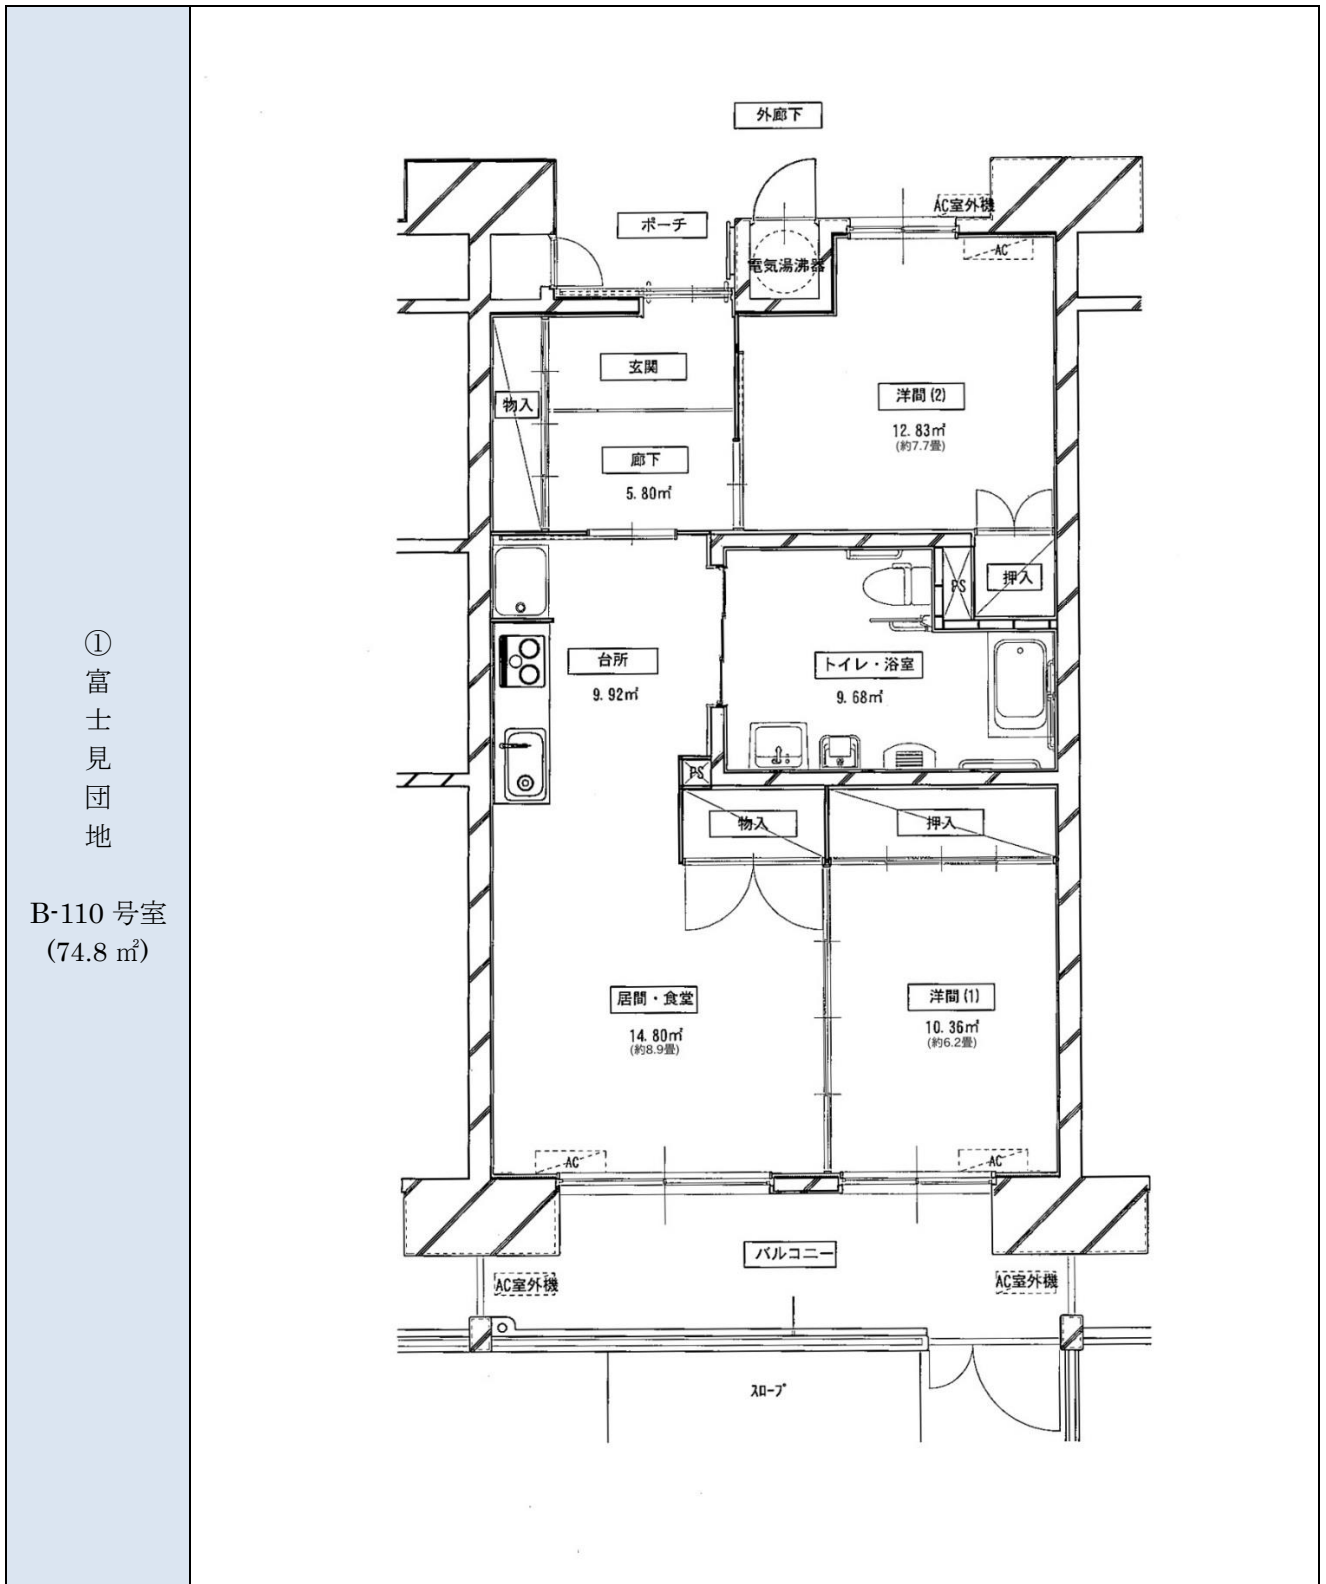 ①
富
士
見
団
地
B-110 号室
(74.8 ㎡)
外廊下
ポーチ
AC室外機
AC
電気湯沸器
玄関
物入
洋間(2)
12.83㎡
(約7.7畳)
廊下
5.80㎡
PS
押入
台所
9.92㎡
トイレ・浴室
9.68㎡
PS
物入
押入
居間・食堂
14.80㎡
(約8.9畳)
洋間(1)
10.36㎡
(約6.2畳)
AC
AC
バルコニー
AC室外機
AC室外機
スロープ